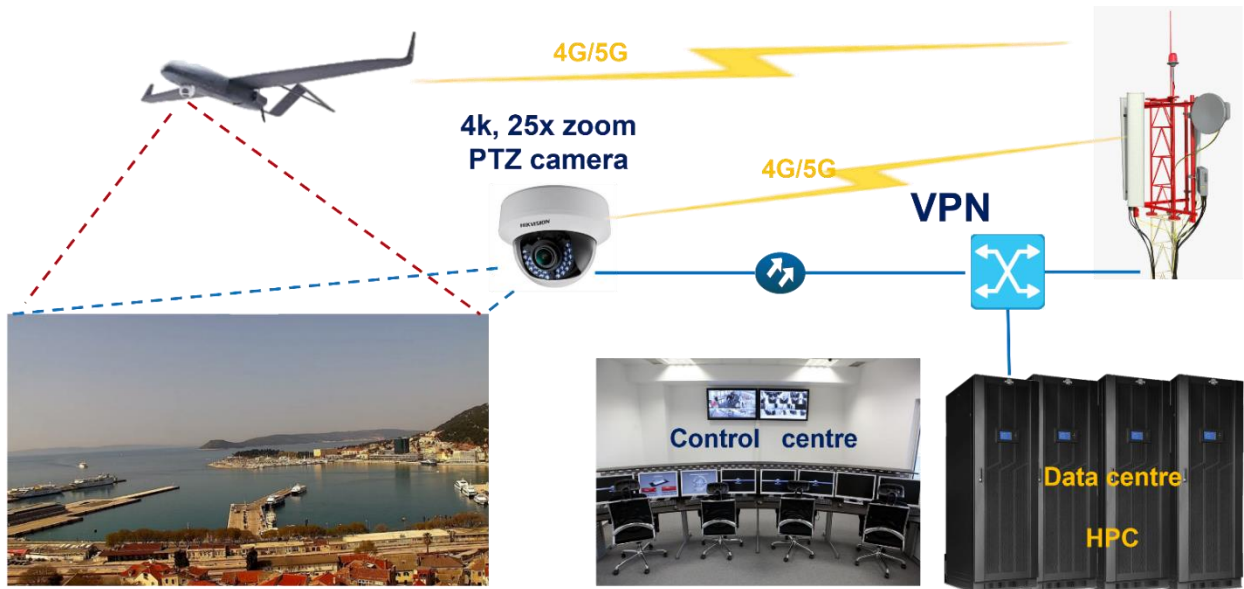 4G/5G
4k, 25x zoom
PTZ camera
4G/5G
HIKVISION
VPN
Control centre
Data centre
HPC